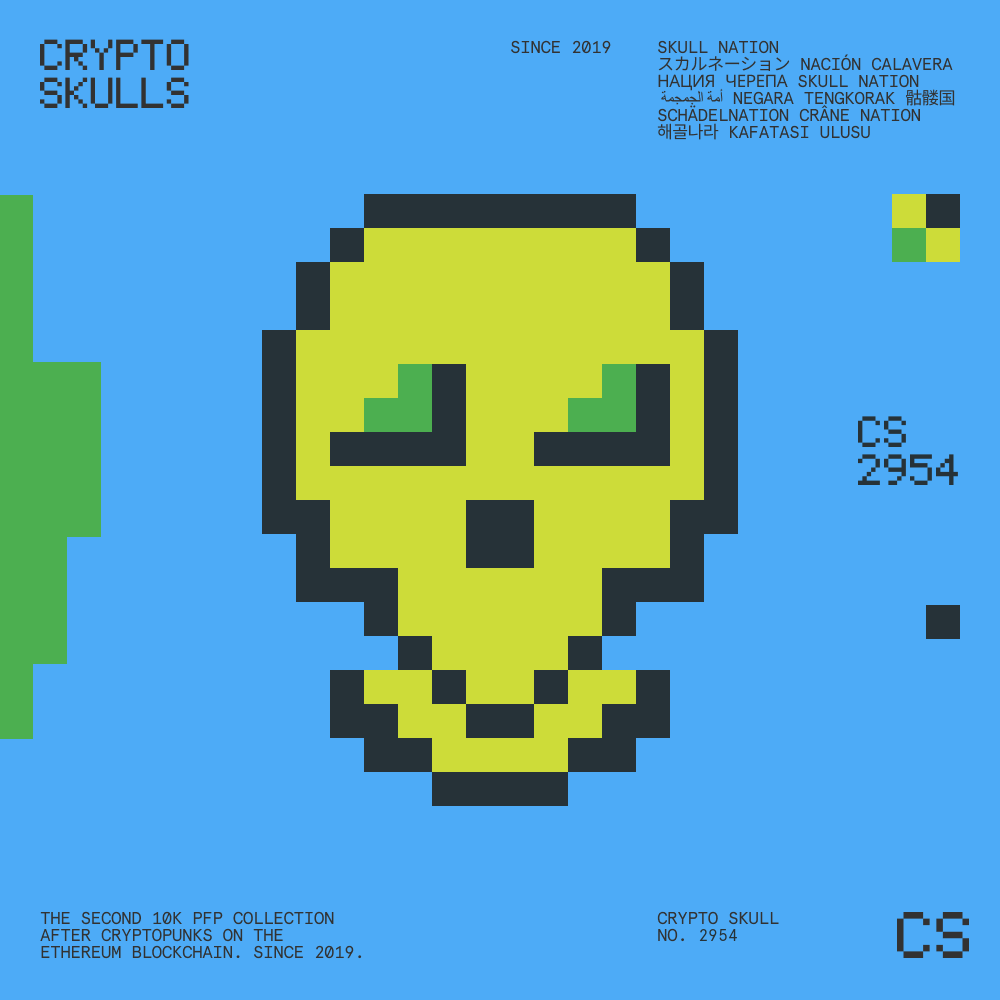 CRYPTO
SKULLS
SINCE 2019
SKULL NATION
スカルネーション NACIÓN CALAVERA
НАЦИЯ ЧЕРЕПА SKULL NATION
أمة الجمجمة NEGARA TENGKORAK 骷髅国
SCHÄDELNATION CRÂNE NATION
해골나라 KAFATASI ULUSU
CS
2954
THE SECOND 10K PFP COLLECTION
AFTER CRYPTOPUNKS ON THE
ETHEREUM BLOCKCHAIN. SINCE 2019.
CRYPTO SKULL
NO. 2954
CS